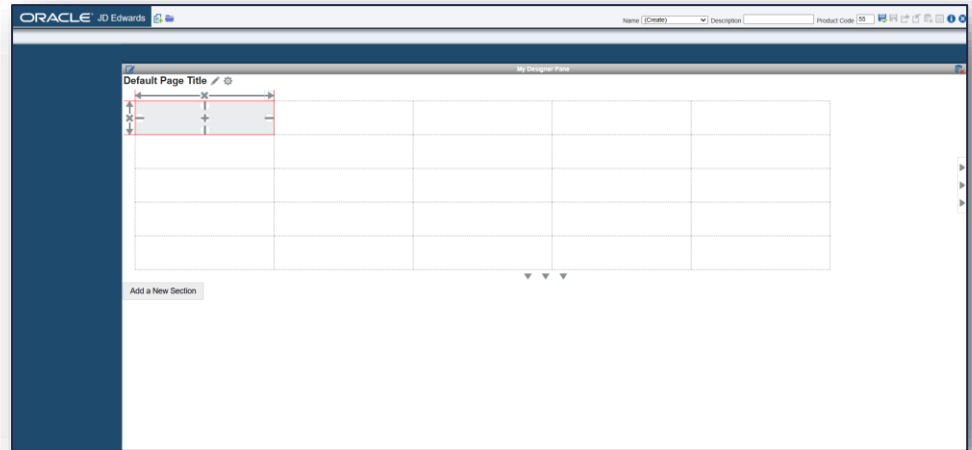 ORACLE® JD Edwards
Name (Create) Description Product Code 55
My Designer Pane
Default Page Title
Add a New Section